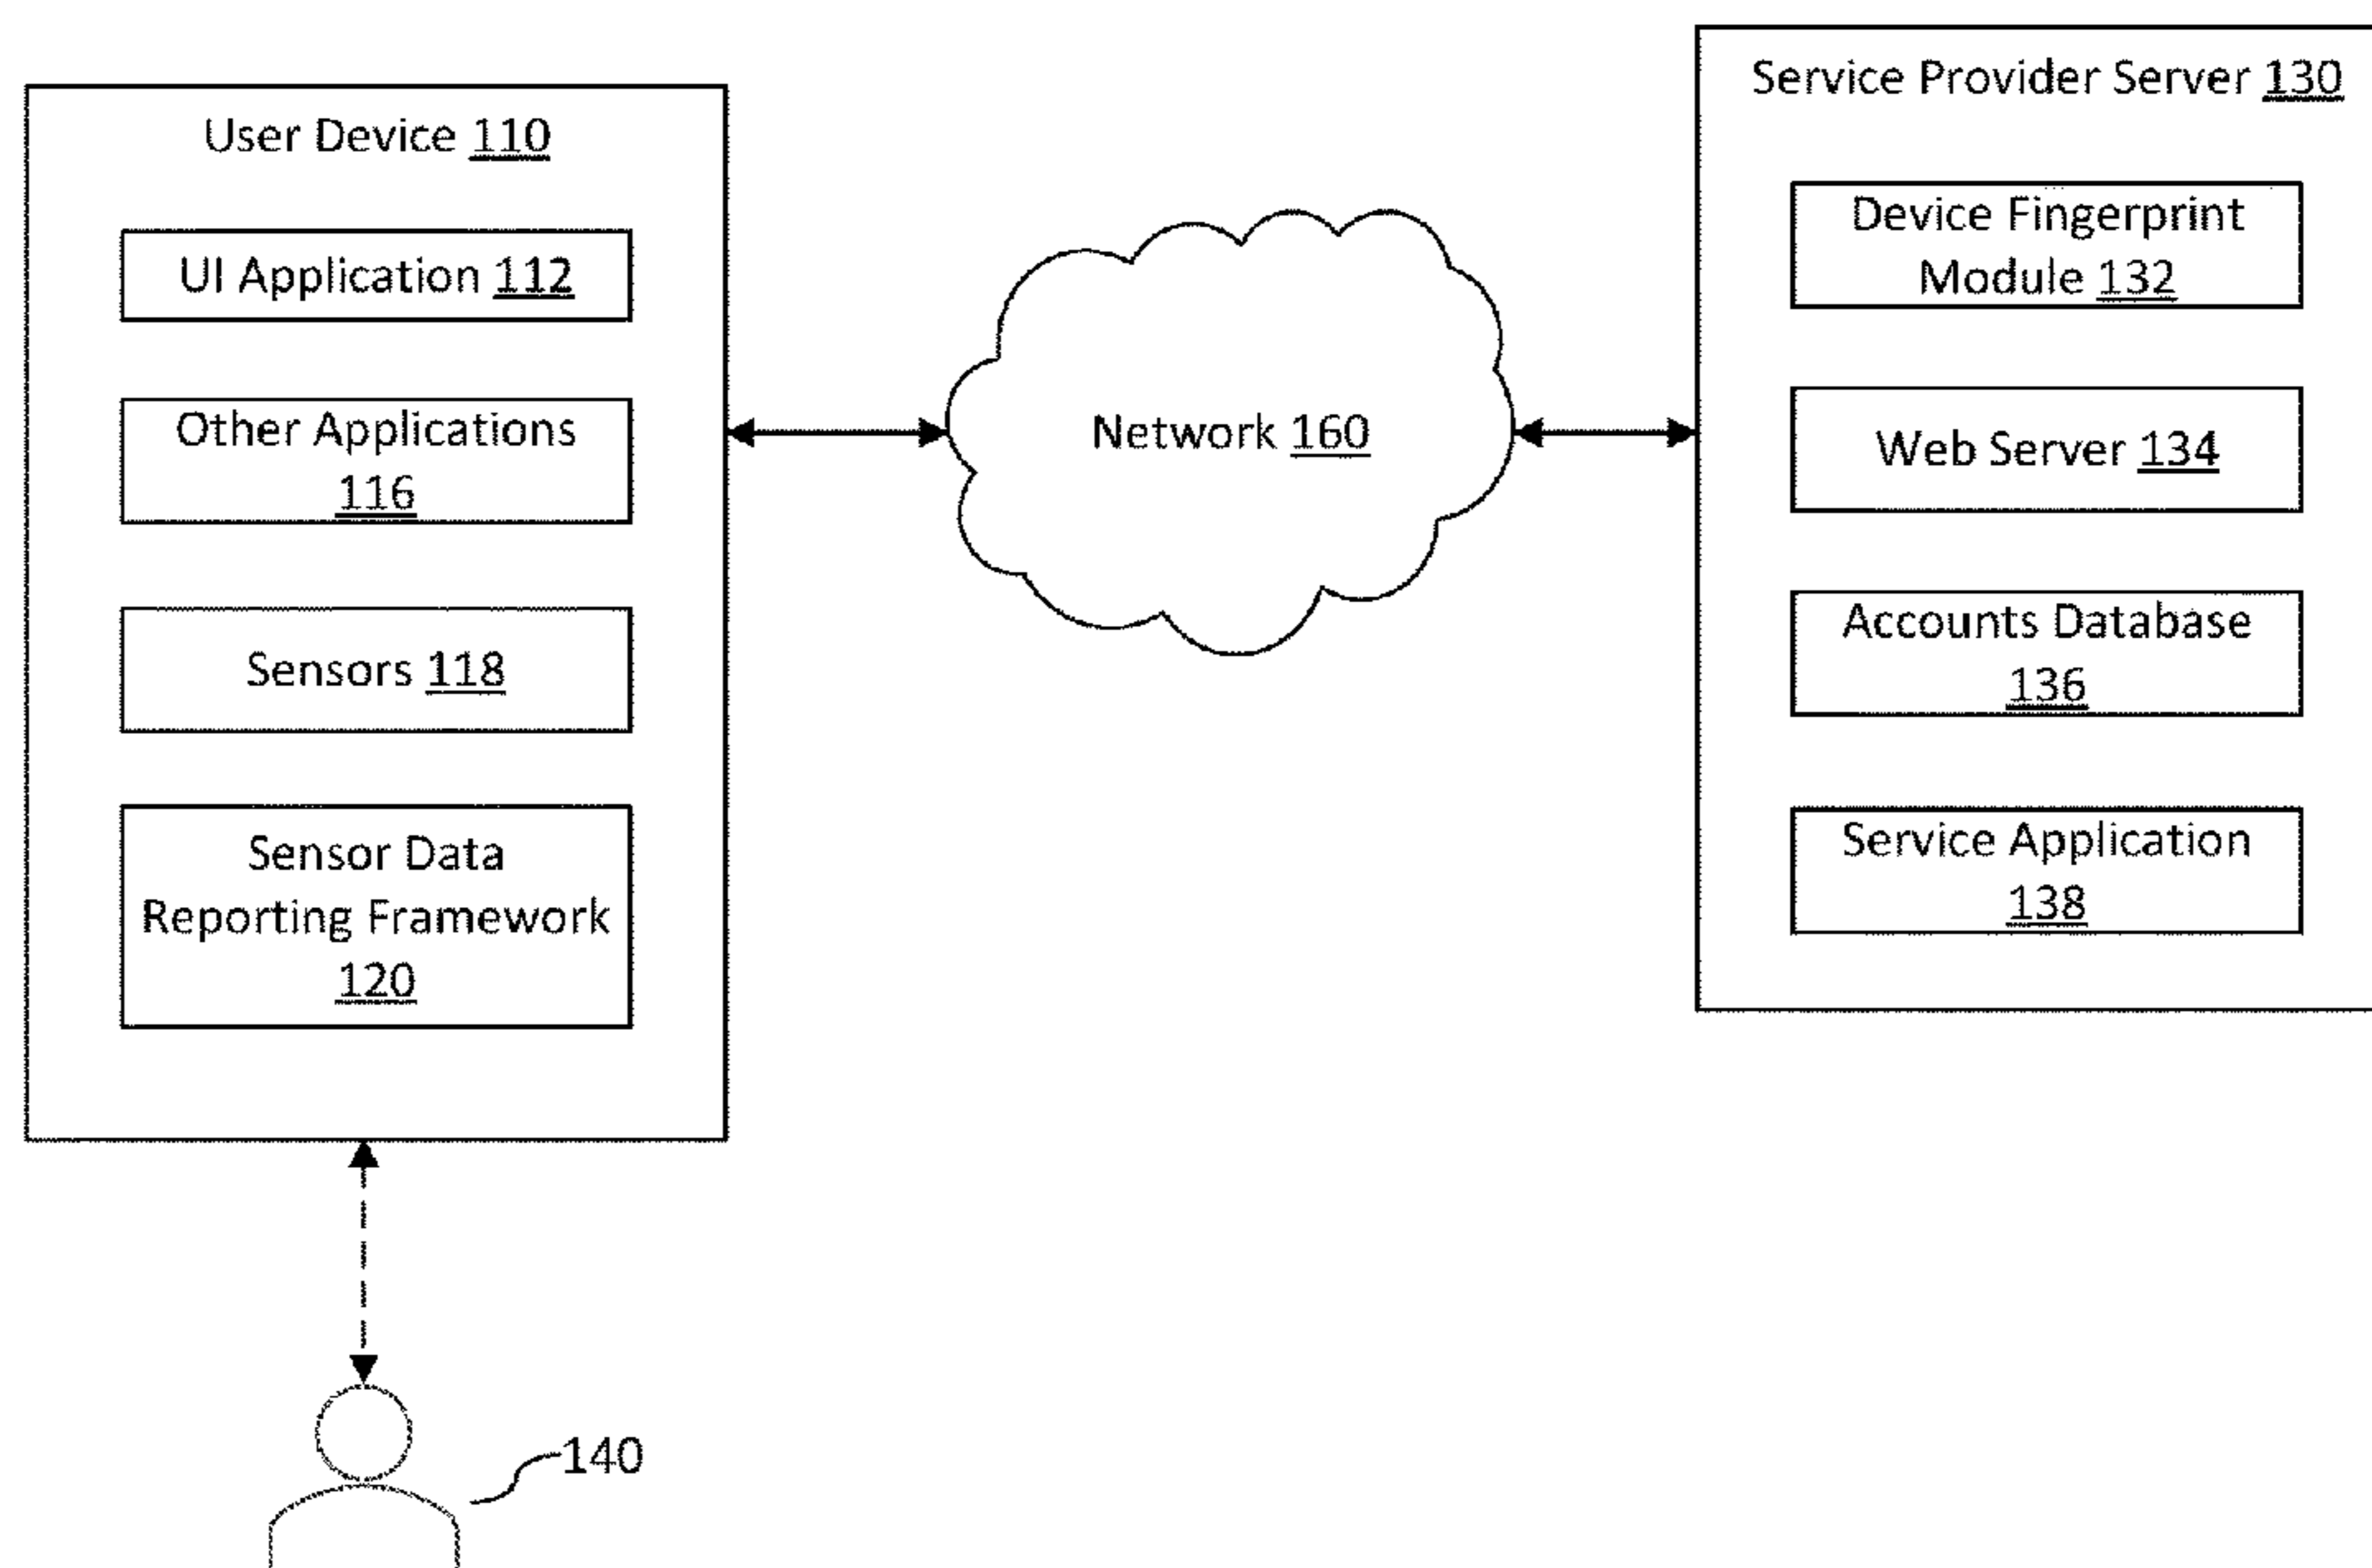 User Device 110
UI Application 112
Other Applications
116
Sensors 118
Sensor Data
Reporting Framework
120
Network 160
Service Provider Server 130
Device Fingerprint
Module 132
Web Server 134
Accounts Database
136
Service Application
138
140